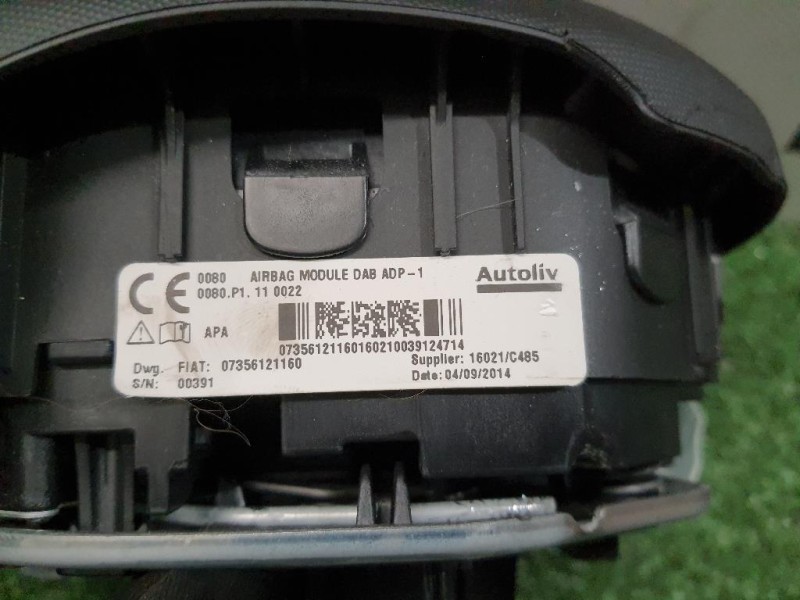 CE 0080 AIRBAG MODULE DAB ADP-1
0080.P1. 11 0022
Autoliv
APA
07356121160160210039124714
Dwg. FIAT: 07356121160
Supplier: 16021/C485
S/N: 00391
Date: 04/09/2014